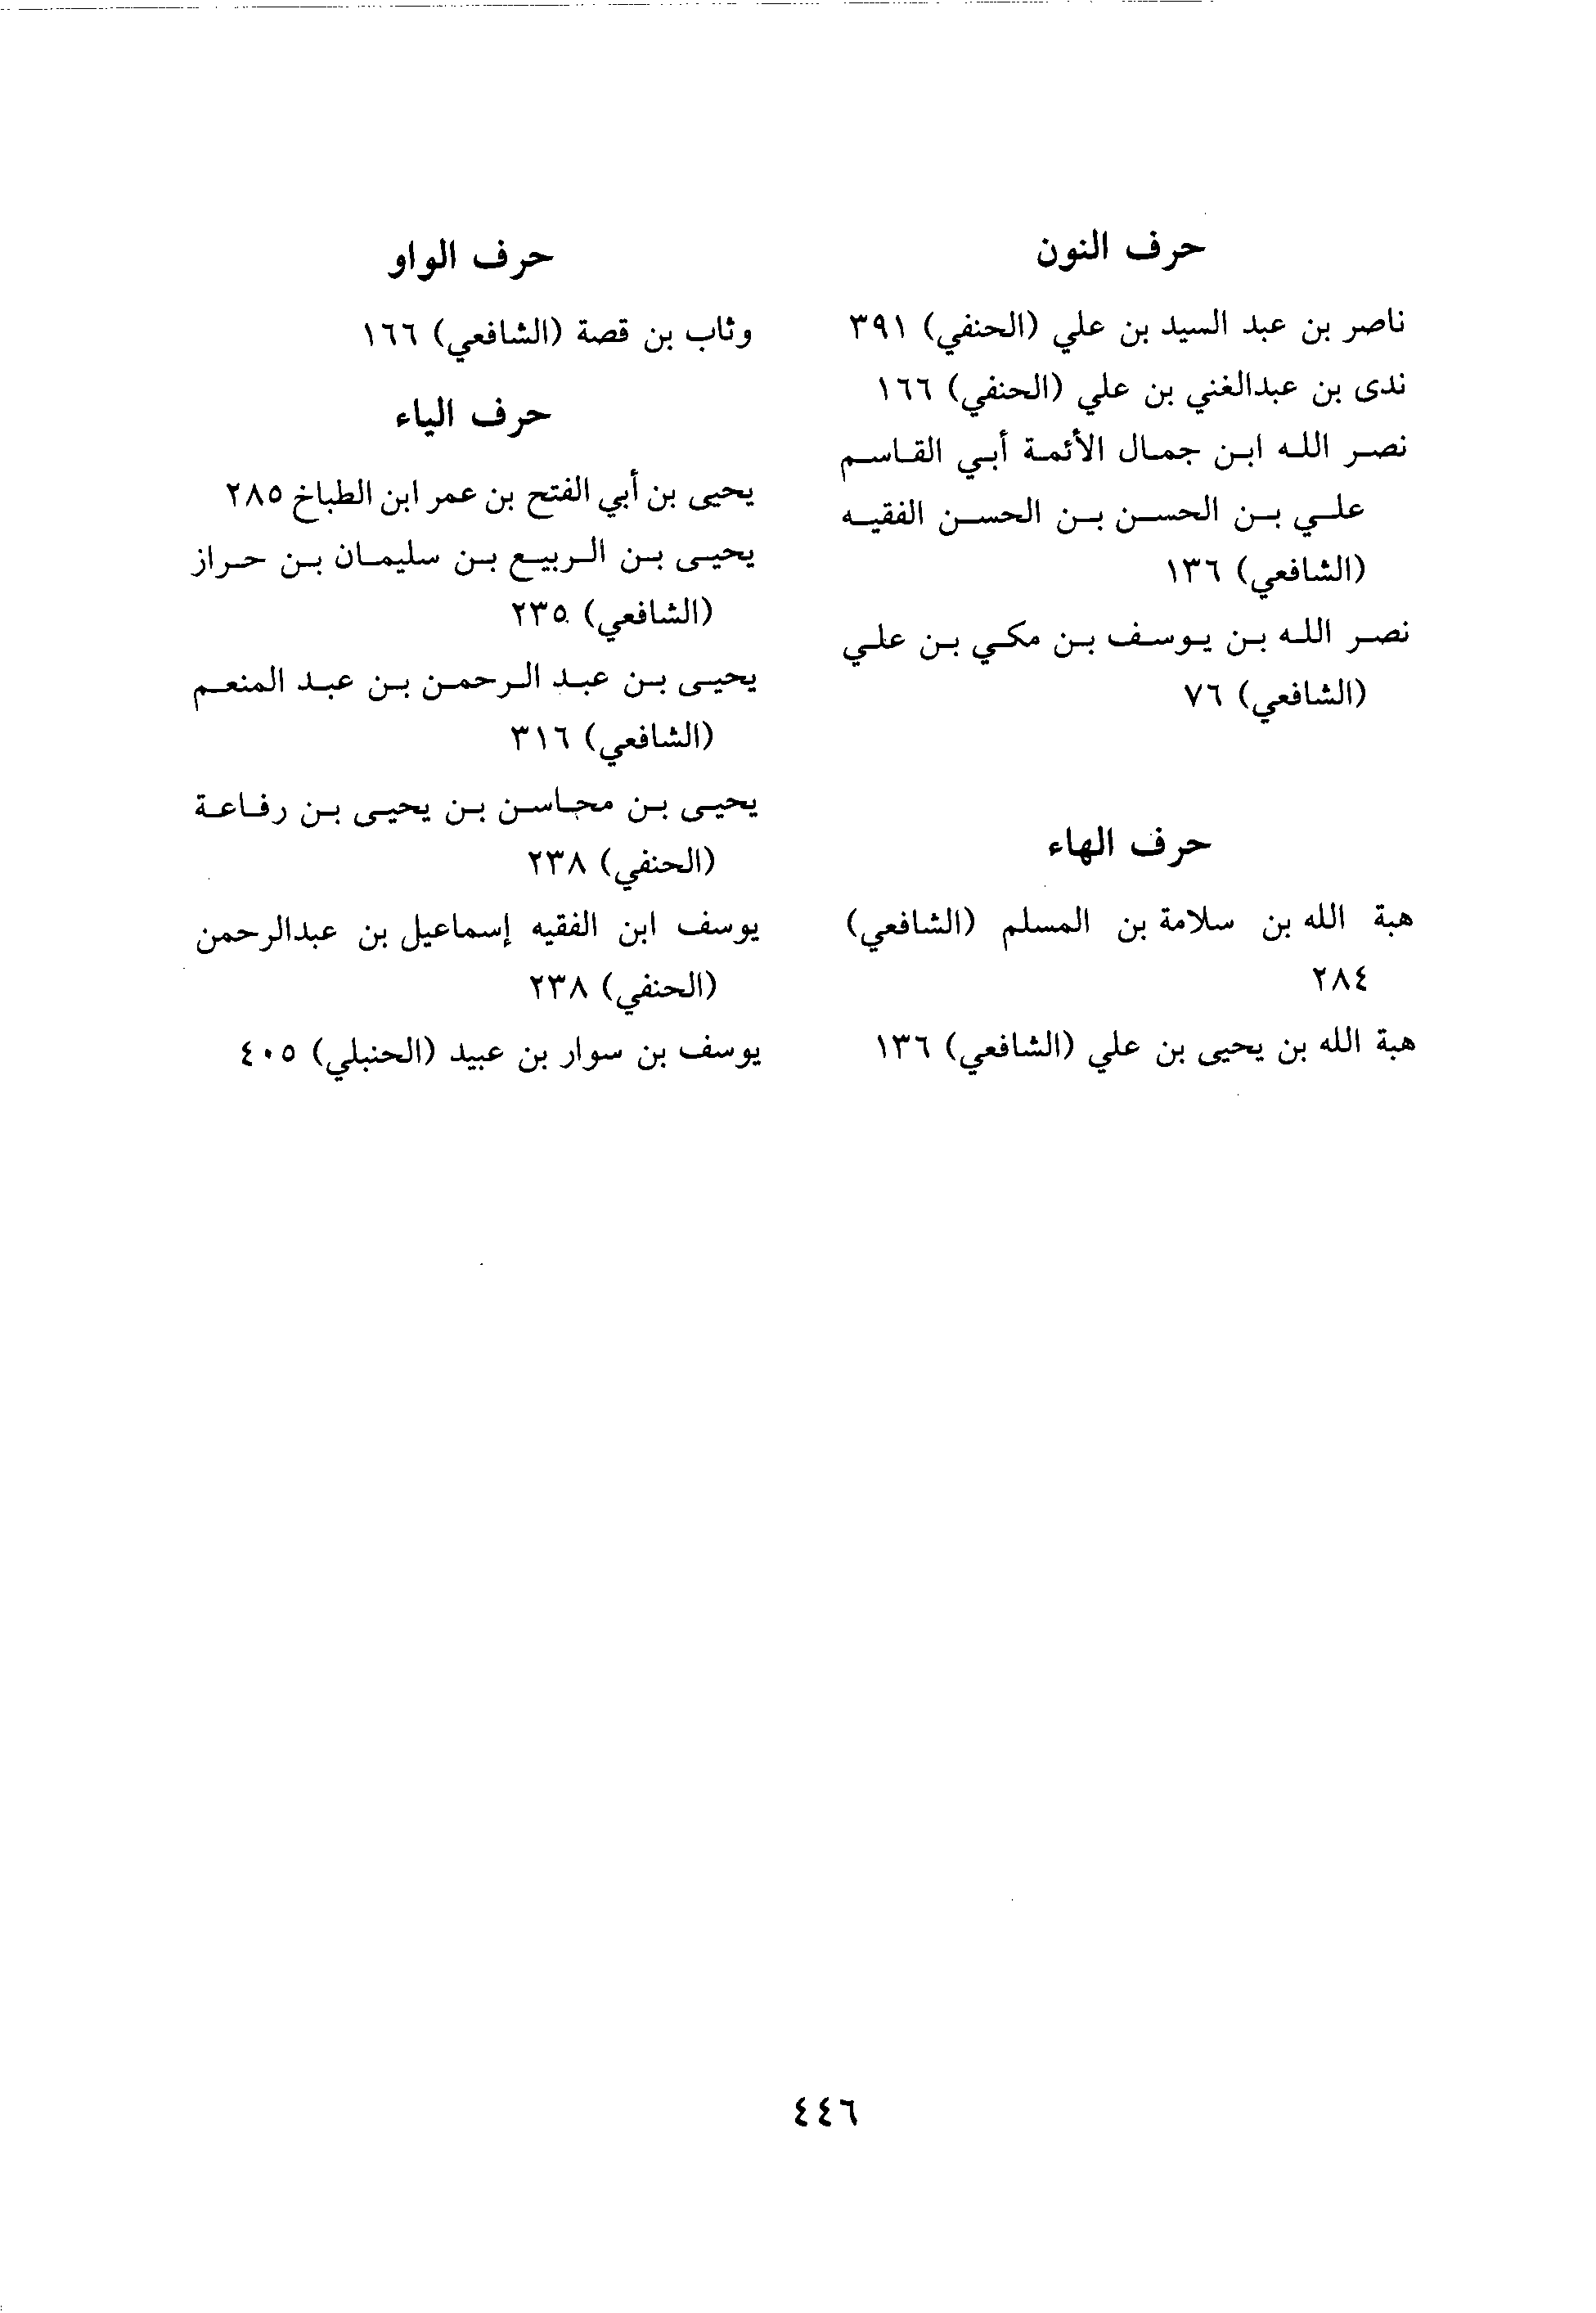 حرف النون
ناصر بن عبد السيد بن علي (الحنفي) ٣٩١
ندى بن عبدالغني بن علي (الحنفي) ١٦٦
نصر الله ابن جمال الأئمة أبي القاسم
علي بن الحسن بن الحسن الفقيه
(الشافعي) ١٣٦
نصر الله بن يوسف بن مكي بن علي
(الشافعي) ٧٦
حرف الهاء
هبة الله بن سلامة بن المسلم (الشافعي)
٢٨٤
هبة الله بن يحيى بن علي (الشافعي) ١٣٦
حرف الواو
وثاب بن قصة (الشافعي) ١٦٦
حرف الياء
يحيى بن أبي الفتح بن عمر ابن الطباخ ٢٨٥
يحيى بن الربيع بن سليمان بن حراز
(الشافعي) ٢٣٥
يحيى بن عبد الرحمن بن عبد المنعم
(الشافعي) ٣١٦
يحيى بن محاسن بن يحيى بن رفاعة
(الحنفي) ٢٣٨
يوسف ابن الفقيه إسماعيل بن عبدالرحمن
(الحنفي) ٢٣٨
يوسف بن سوار بن عبيد (الحنبلي) ٤٠٥
٤٤٦